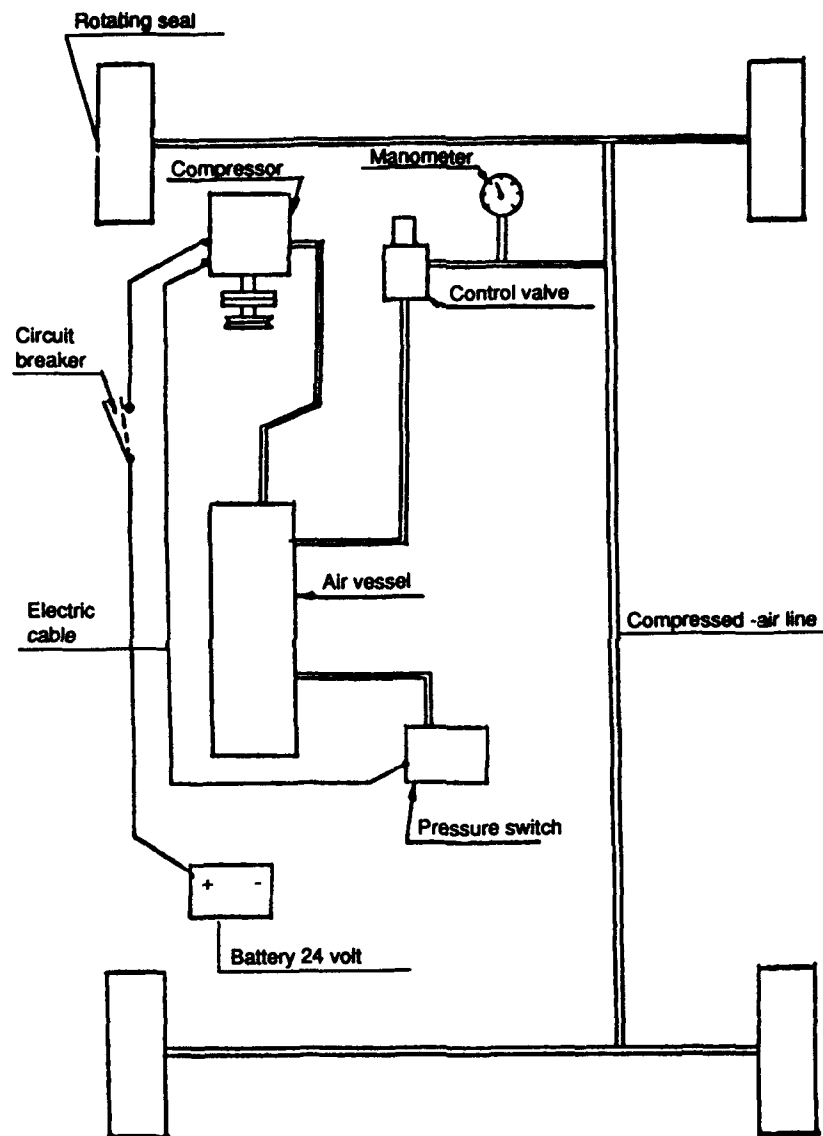 Rotating seal
Compressor
Manometer
Control valve
Circuit
breaker
Air vessel
Electric
cable
Compressed -air line
Pressure switch
+ -
Battery 24 volt